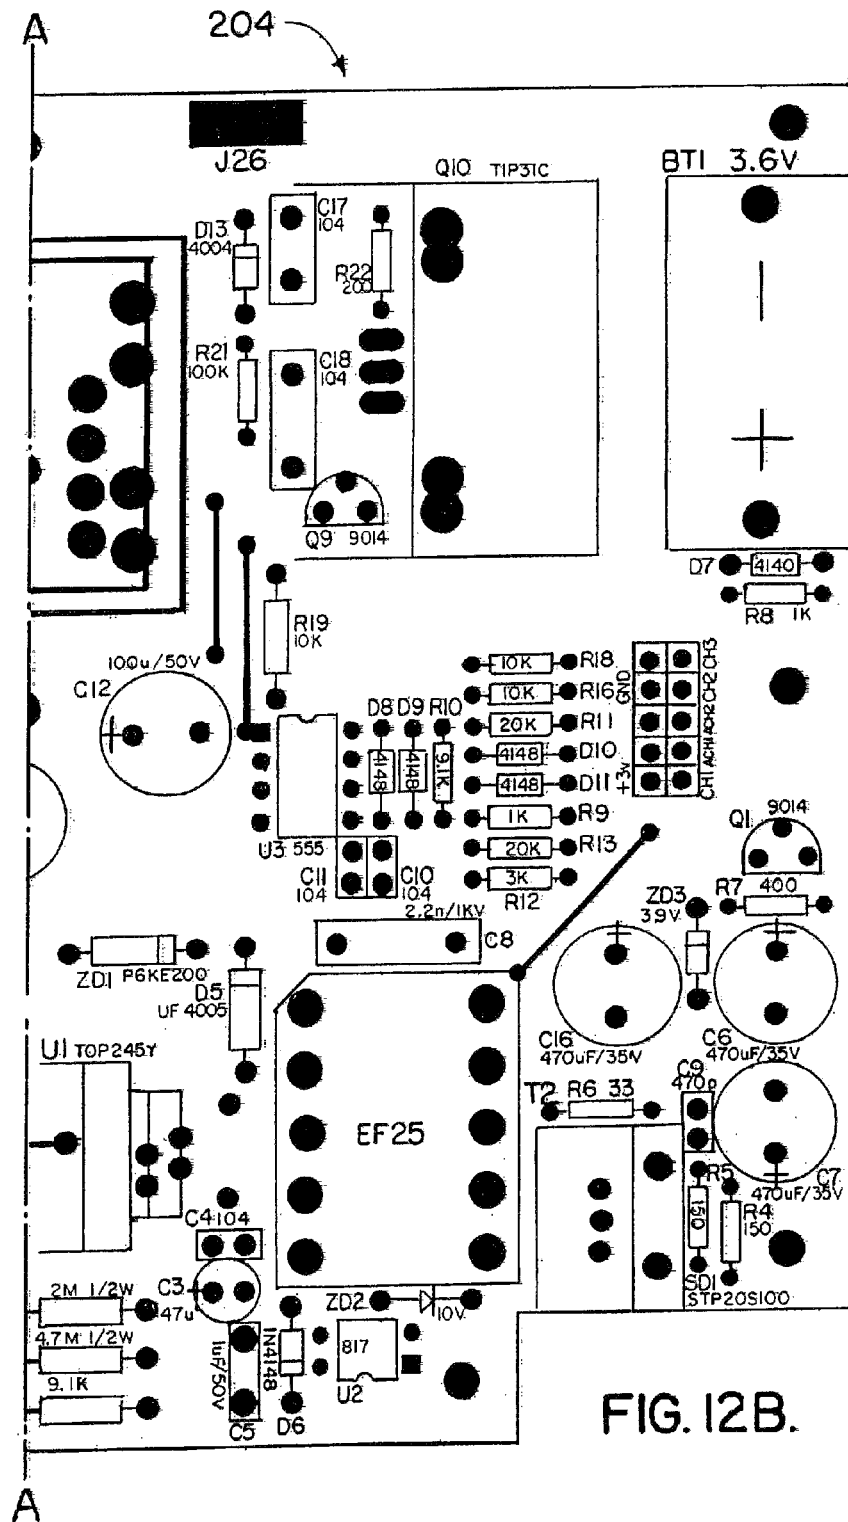 A
204
J26
Q10 TIP31C
BT1 3.6V
C17
104
D13
4004
R22
200
R21
100K
C18
104
Q9 9014
D7 4140
R8 1K
R19
10K
100u/50V
C12
10K R18
10K R16
20K R11
4148 D10
4148 D11
1K R9
20K R13
3K
R12
D8 D9 R10
4148 4148 9.1K
GND
+3V
CH3
CH2
ACH2
ACH1
CH1
U3 555
C11
104
C10
104
Q1 9014
R7 400
ZD3
3.9V
2.2n/1KV
C8
ZD1 P6KE200
D5
UF 4005
C16
470uF/35V
C6
470uF/35V
U1 TOP245Y
EF25
T2
R6 33
C9
470p
C7
470uF/35V
R5
150
R4
150
SD1
STP20S100
C4 104
C3
47u
ZD2
10V
2M 1/2W
4.7M 1/2W
9.1K
1uF/50V
C5
1N4148
D6
817
U2
FIG. 12B.
A